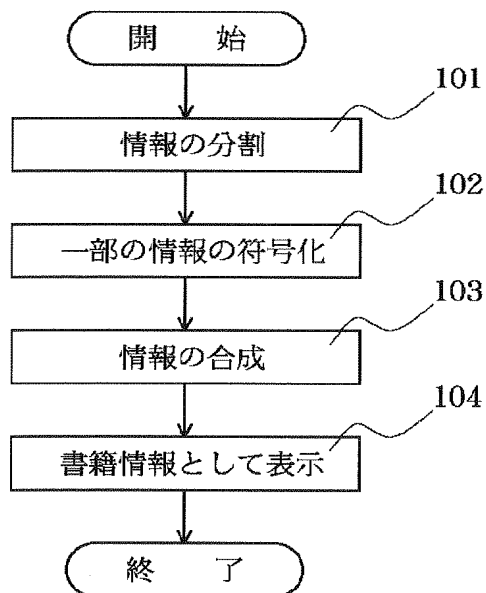 開 始
101
情報の分割
102
一部の情報の符号化
103
情報の合成
104
書籍情報として表示
終 了